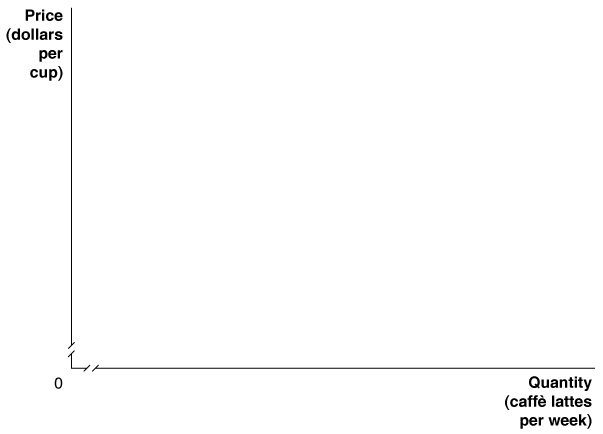 Price
(dollars
per
cup)
0
Quantity
(caffè lattes
per week)